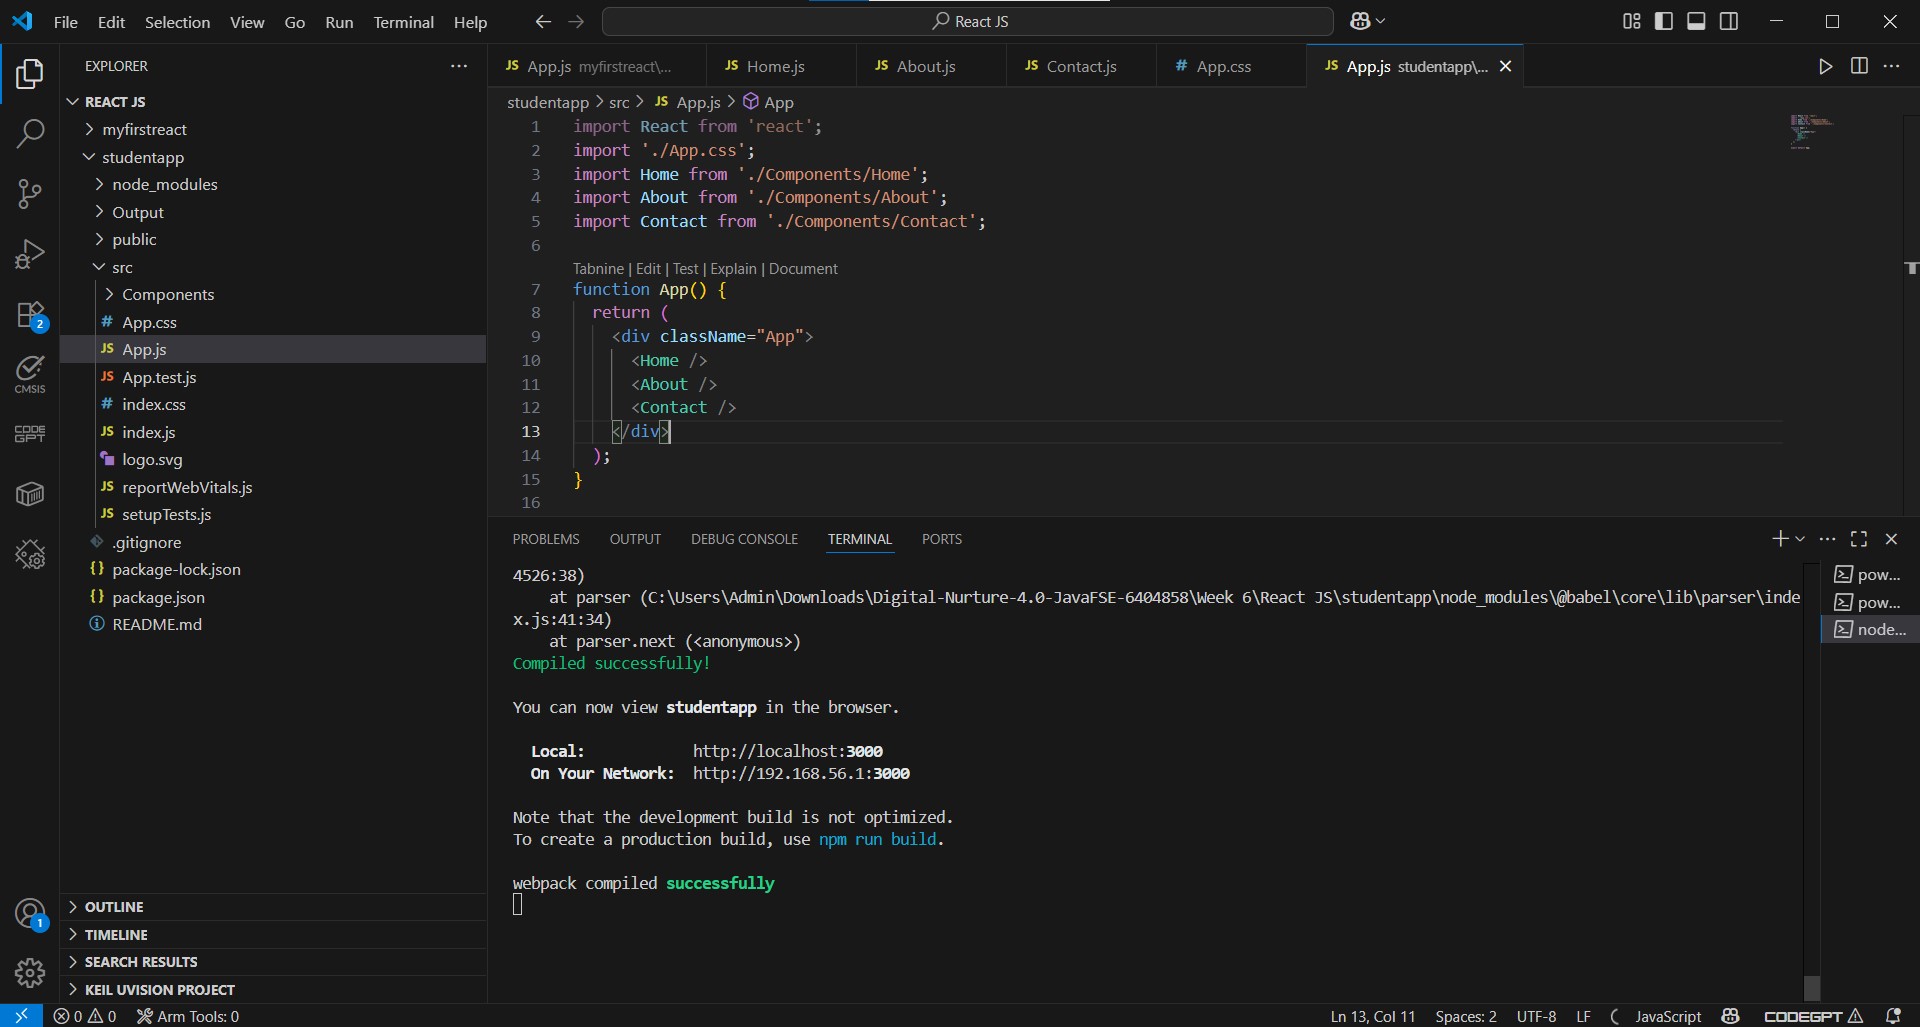 File Edit Selection View Go Run Terminal Help
React JS
EXPLORER
REACT JS
myfirstreact
studentapp
node_modules
Output
public
src
Components
# App.css
JS App.js
JS App.test.js
# index.css
JS index.js
logo.svg
JS reportWebVitals.js
JS setupTests.js
.gitignore
{} package-lock.json
{} package.json
README.md
OUTLINE
TIMELINE
SEARCH RESULTS
KEIL UVISION PROJECT
2
CMSIS
CODE
GPT
1
JS App.js myfirstreact\...
JS Home.js
JS About.js
JS Contact.js
# App.css
JS App.js studentapp\...
studentapp > src > JS App.js > App
1 import React from 'react';
2 import './App.css';
3 import Home from './Components/Home';
4 import About from './Components/About';
5 import Contact from './Components/Contact';
6
Tabnine | Edit | Test | Explain | Document
7 function App() {
8 return (
9 <div className="App">
10 <Home />
11 <About />
12 <Contact />
13 </div>
14 );
15 }
16
PROBLEMS OUTPUT DEBUG CONSOLE TERMINAL PORTS
4526:38)
at parser (C:\Users\Admin\Downloads\Digital-Nurture-4.0-JavaFSE-6404858\Week 6\React JS\studentapp\node_modules\@babel\core\lib\parser\inde
x.js:41:34)
at parser.next (<anonymous>)
Compiled successfully!
You can now view studentapp in the browser.
Local: http://localhost:3000
On Your Network: http://192.168.56.1:3000
Note that the development build is not optimized.
To create a production build, use npm run build.
webpack compiled successfully
pow...
pow...
node...
0 0 Arm Tools: 0
Ln 13, Col 11 Spaces: 2 UTF-8 LF JavaScript CODEGPT